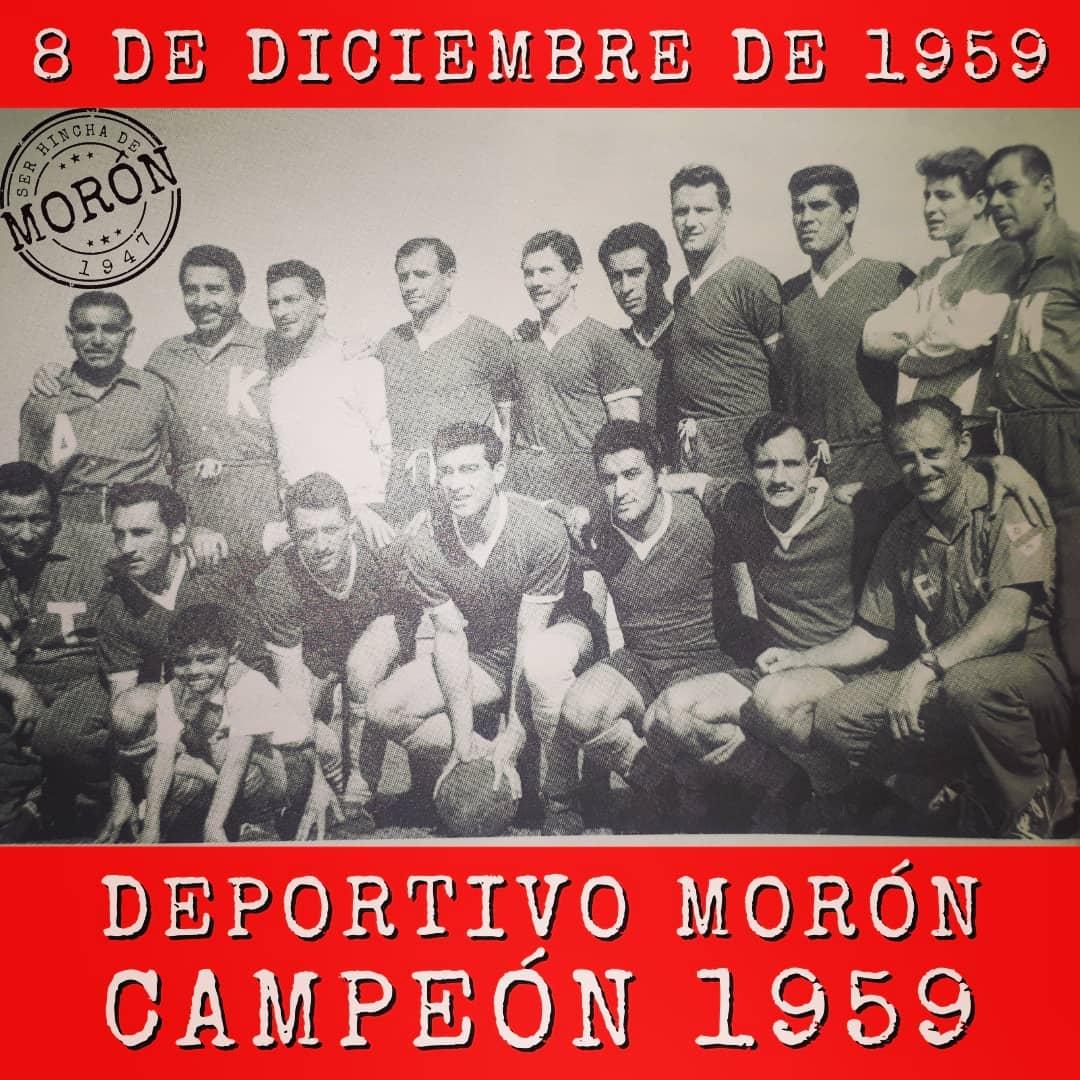 8 DE DICIEMBRE DE 1959
SER HINCHA DE
MORÓN
1947
A
K
T
DEPORTIVO MORÓN
CAMPEÓN 1959